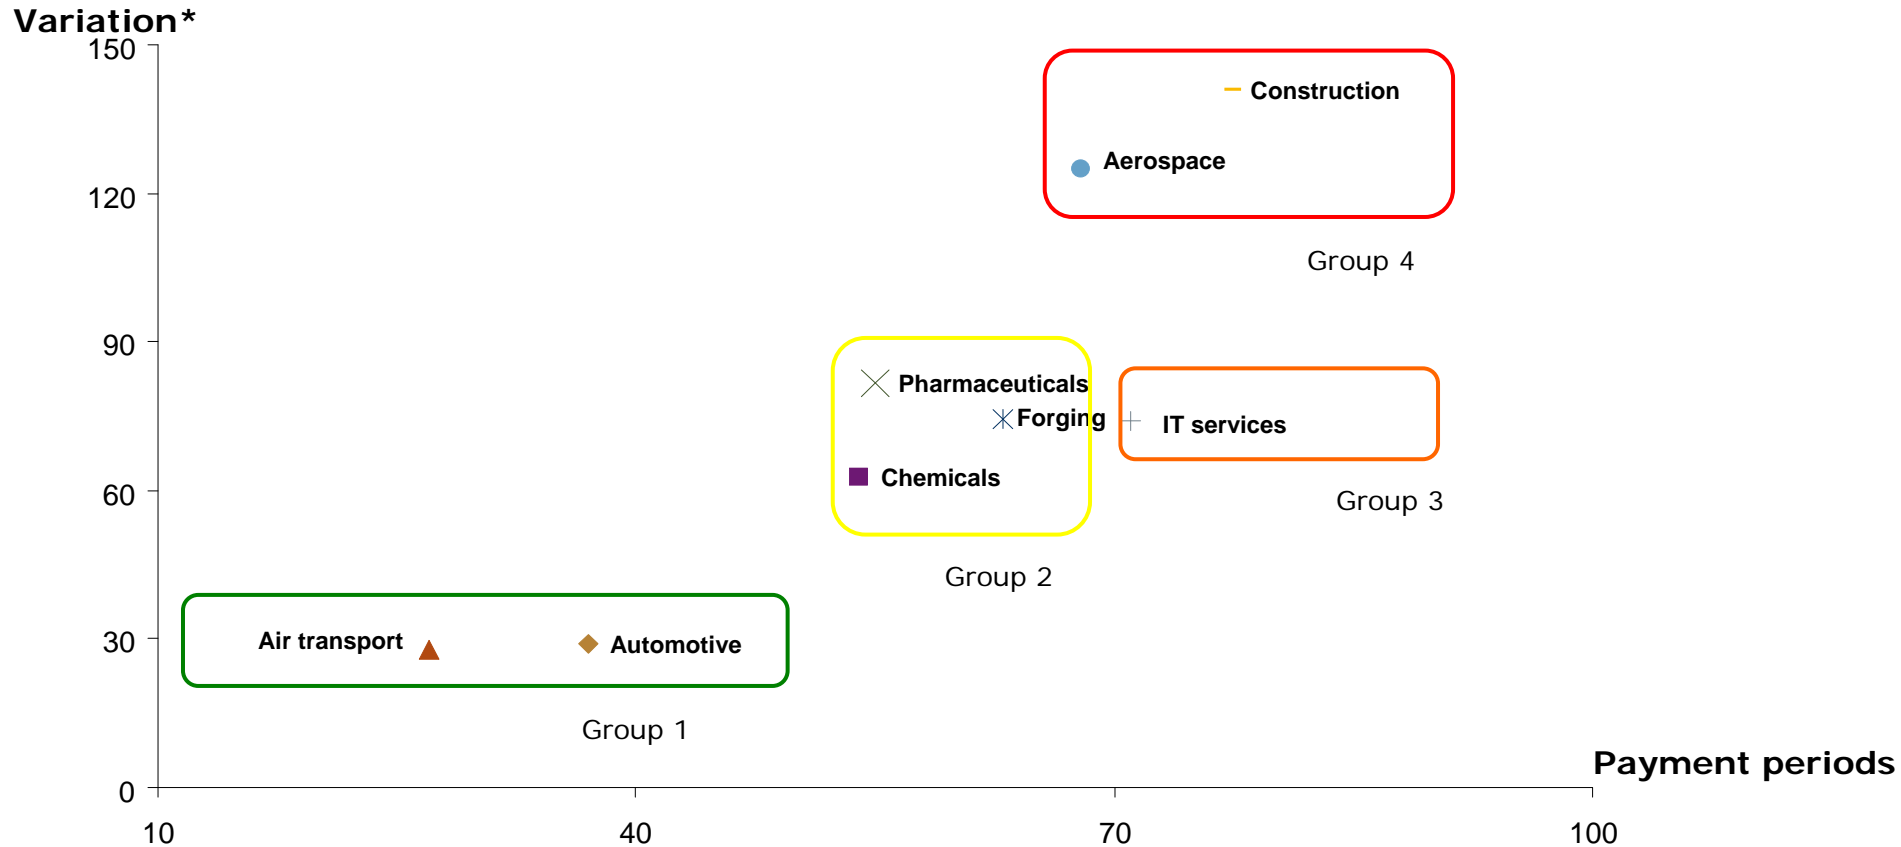 Variation*
150
Construction
Aerospace
120
Group 4
90
Pharmaceuticals
Forging
IT services
Chemicals
60
Group 3
Group 2
30
Air transport
Automotive
Group 1
Payment periods
0
10
40
70
100